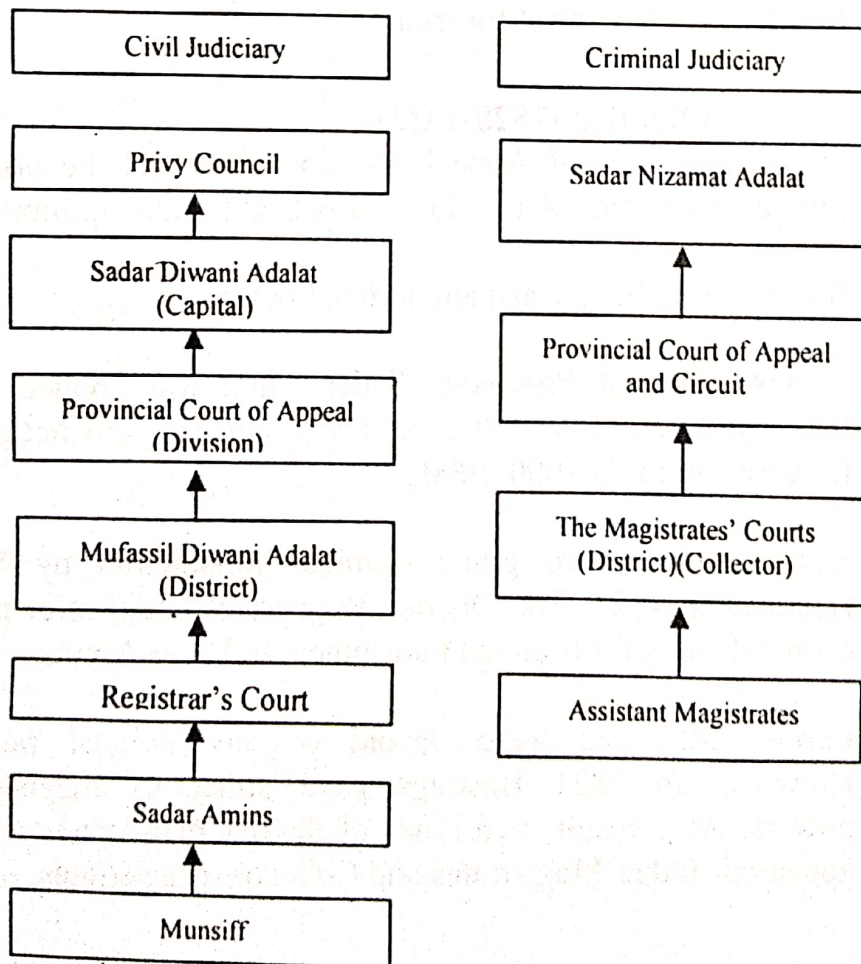 Civil Judiciary
Privy Council
Sadar Diwani Adalat
(Capital)
Provincial Court of Appeal
(Division)
Mufassil Diwani Adalat
(District)
Registrar's Court
Sadar Amins
Munsiff
Criminal Judiciary
Sadar Nizamat Adalat
Provincial Court of Appeal
and Circuit
The Magistrates' Courts
(District)(Collector)
Assistant Magistrates